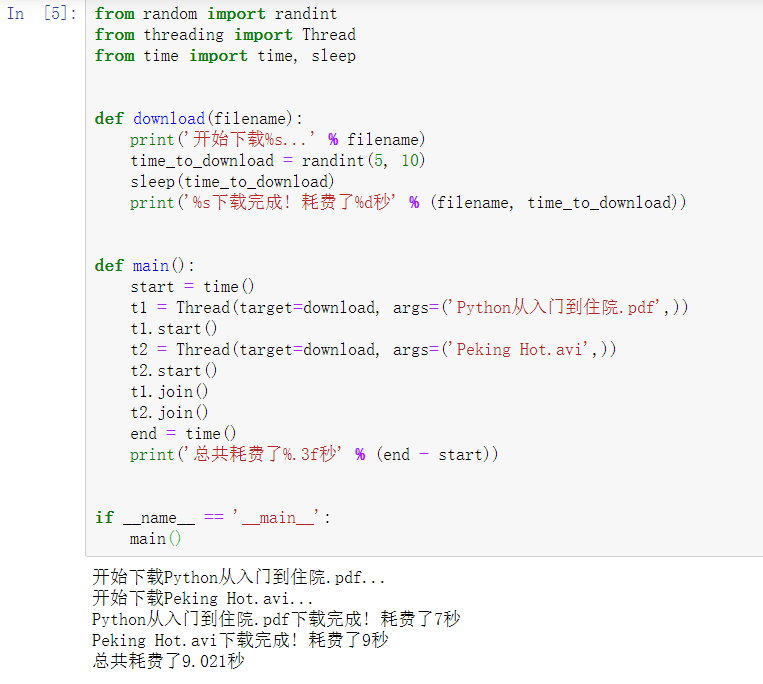 In [5]:
from random import randint
from threading import Thread
from time import time, sleep
def download(filename):
    print('开始下载%s...' % filename)
    time_to_download = randint(5, 10)
    sleep(time_to_download)
    print('%s下载完成! 耗费了%d秒' % (filename, time_to_download))
def main():
    start = time()
    t1 = Thread(target=download, args=('Python从入门到住院.pdf',))
    t1.start()
    t2 = Thread(target=download, args=('Peking Hot.avi',))
    t2.start()
    t1.join()
    t2.join()
    end = time()
    print('总共耗费了%.3f秒' % (end - start))
if __name__ == '__main__':
    main()
开始下载Python从入门到住院.pdf...
开始下载Peking Hot.avi...
Python从入门到住院.pdf下载完成! 耗费了7秒
Peking Hot.avi下载完成! 耗费了9秒
总共耗费了9.021秒